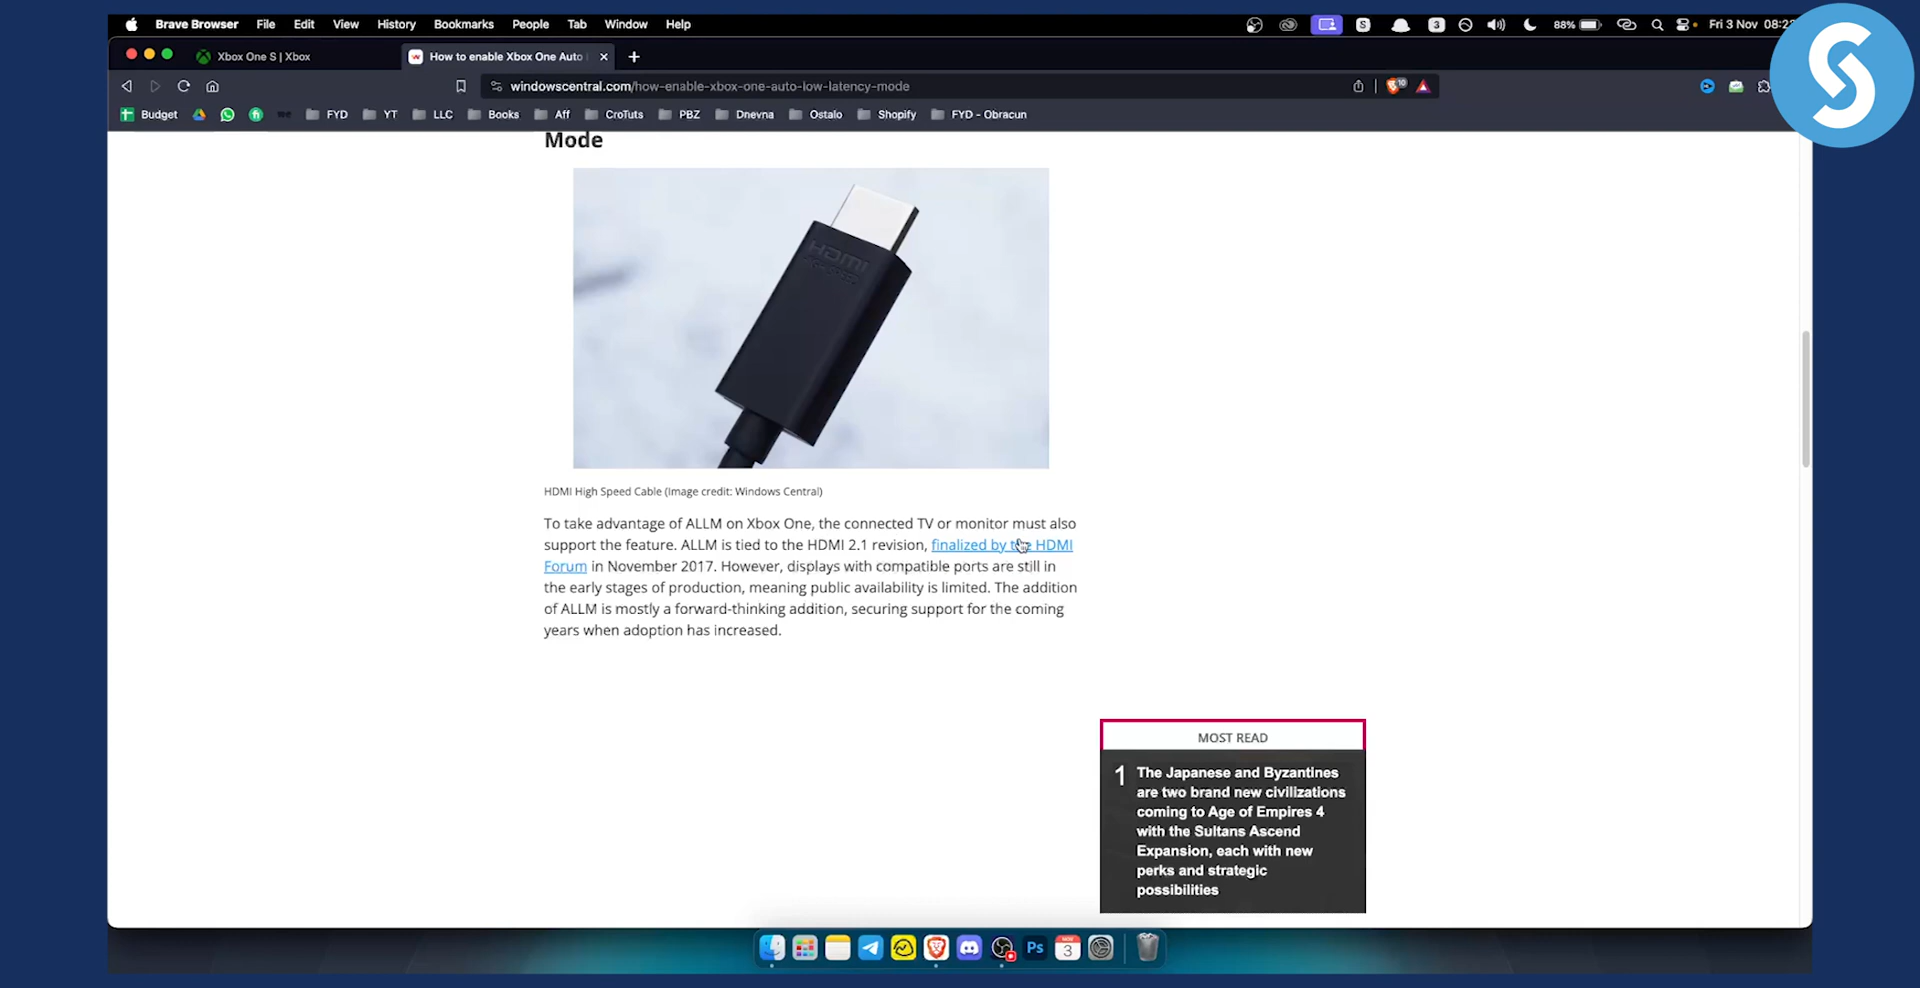 Brave Browser File Edit View History Bookmarks People Tab Window Help
S 3 88% Fri 3 Nov
Xbox One S | Xbox
How to enable Xbox One Auto
windowscentral.com/how-enable-xbox-one-auto-low-latency-mode
10
Budget FYD YT LLC Books Aff CroTuts PBZ Dnevna Ostalo Shopify FYD - Obracun
S
Mode
HDMI
HDMI High Speed Cable (Image credit: Windows Central)
To take advantage of ALLM on Xbox One, the connected TV or monitor must also
support the feature. ALLM is tied to the HDMI 2.1 revision, finalized by the HDMI
Forum in November 2017. However, displays with compatible ports are still in
the early stages of production, meaning public availability is limited. The addition
of ALLM is mostly a forward-thinking addition, securing support for the coming
years when adoption has increased.
MOST READ
1 The Japanese and Byzantines
are two brand new civilizations
coming to Age of Empires 4
with the Sultans Ascend
Expansion, each with new
perks and strategic
possibilities
Ps
NOV
3